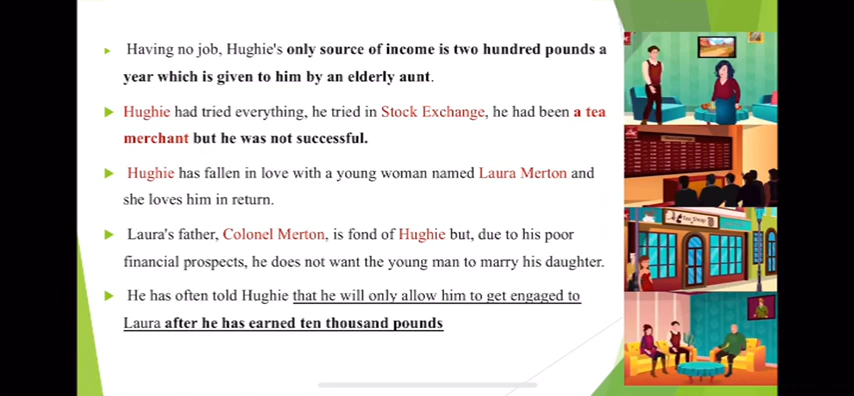 Having no job, Hughie's only source of income is two hundred pounds a
year which is given to him by an elderly aunt.
Hughie had tried everything, he tried in Stock Exchange, he had been a tea
merchant but he was not successful.
Hughie has fallen in love with a young woman named Laura Merton and
she loves him in return.
Laura's father, Colonel Merton, is fond of Hughie but, due to his poor
financial prospects, he does not want the young man to marry his daughter.
He has often told Hughie that he will only allow him to get engaged to
Laura after he has earned ten thousand pounds